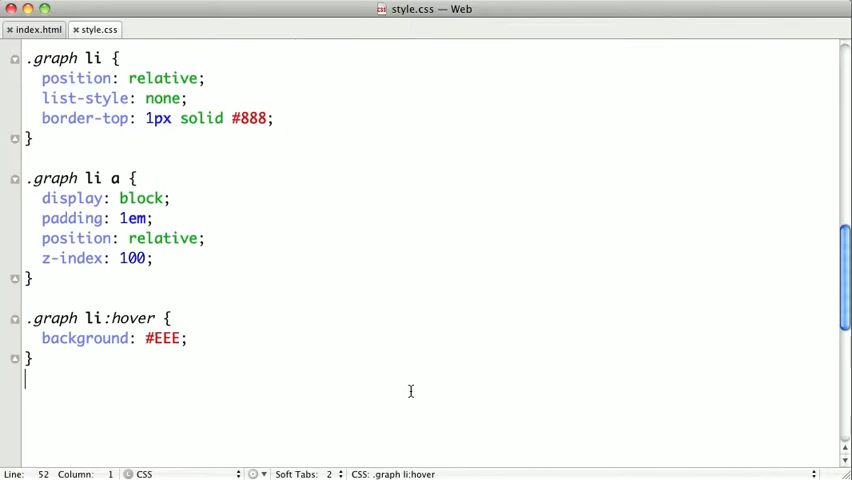 style.css — Web
index.html
style.css
.graph li {
position: relative;
list-style: none;
border-top: 1px solid #888;
}
.graph li a {
display: block;
padding: 1em;
position: relative;
z-index: 100;
}
.graph li:hover {
background: #EEE;
}
Line: 52 Column: 1 CSS Soft Tabs: 2 CSS: .graph li:hover